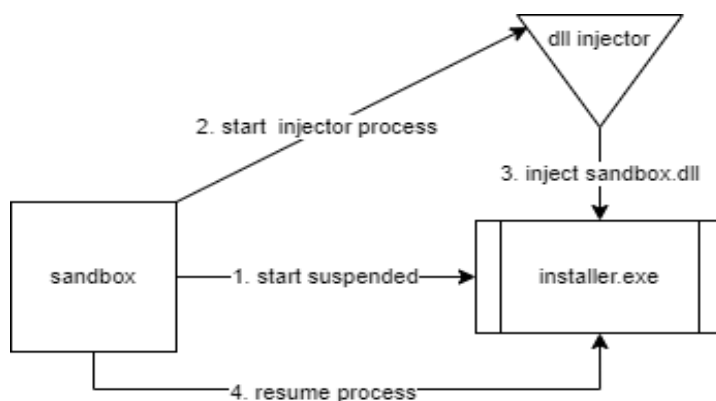 dll injector
2. start injector process
3. inject sandbox.dll
sandbox
1. start suspended
installer.exe
4. resume process